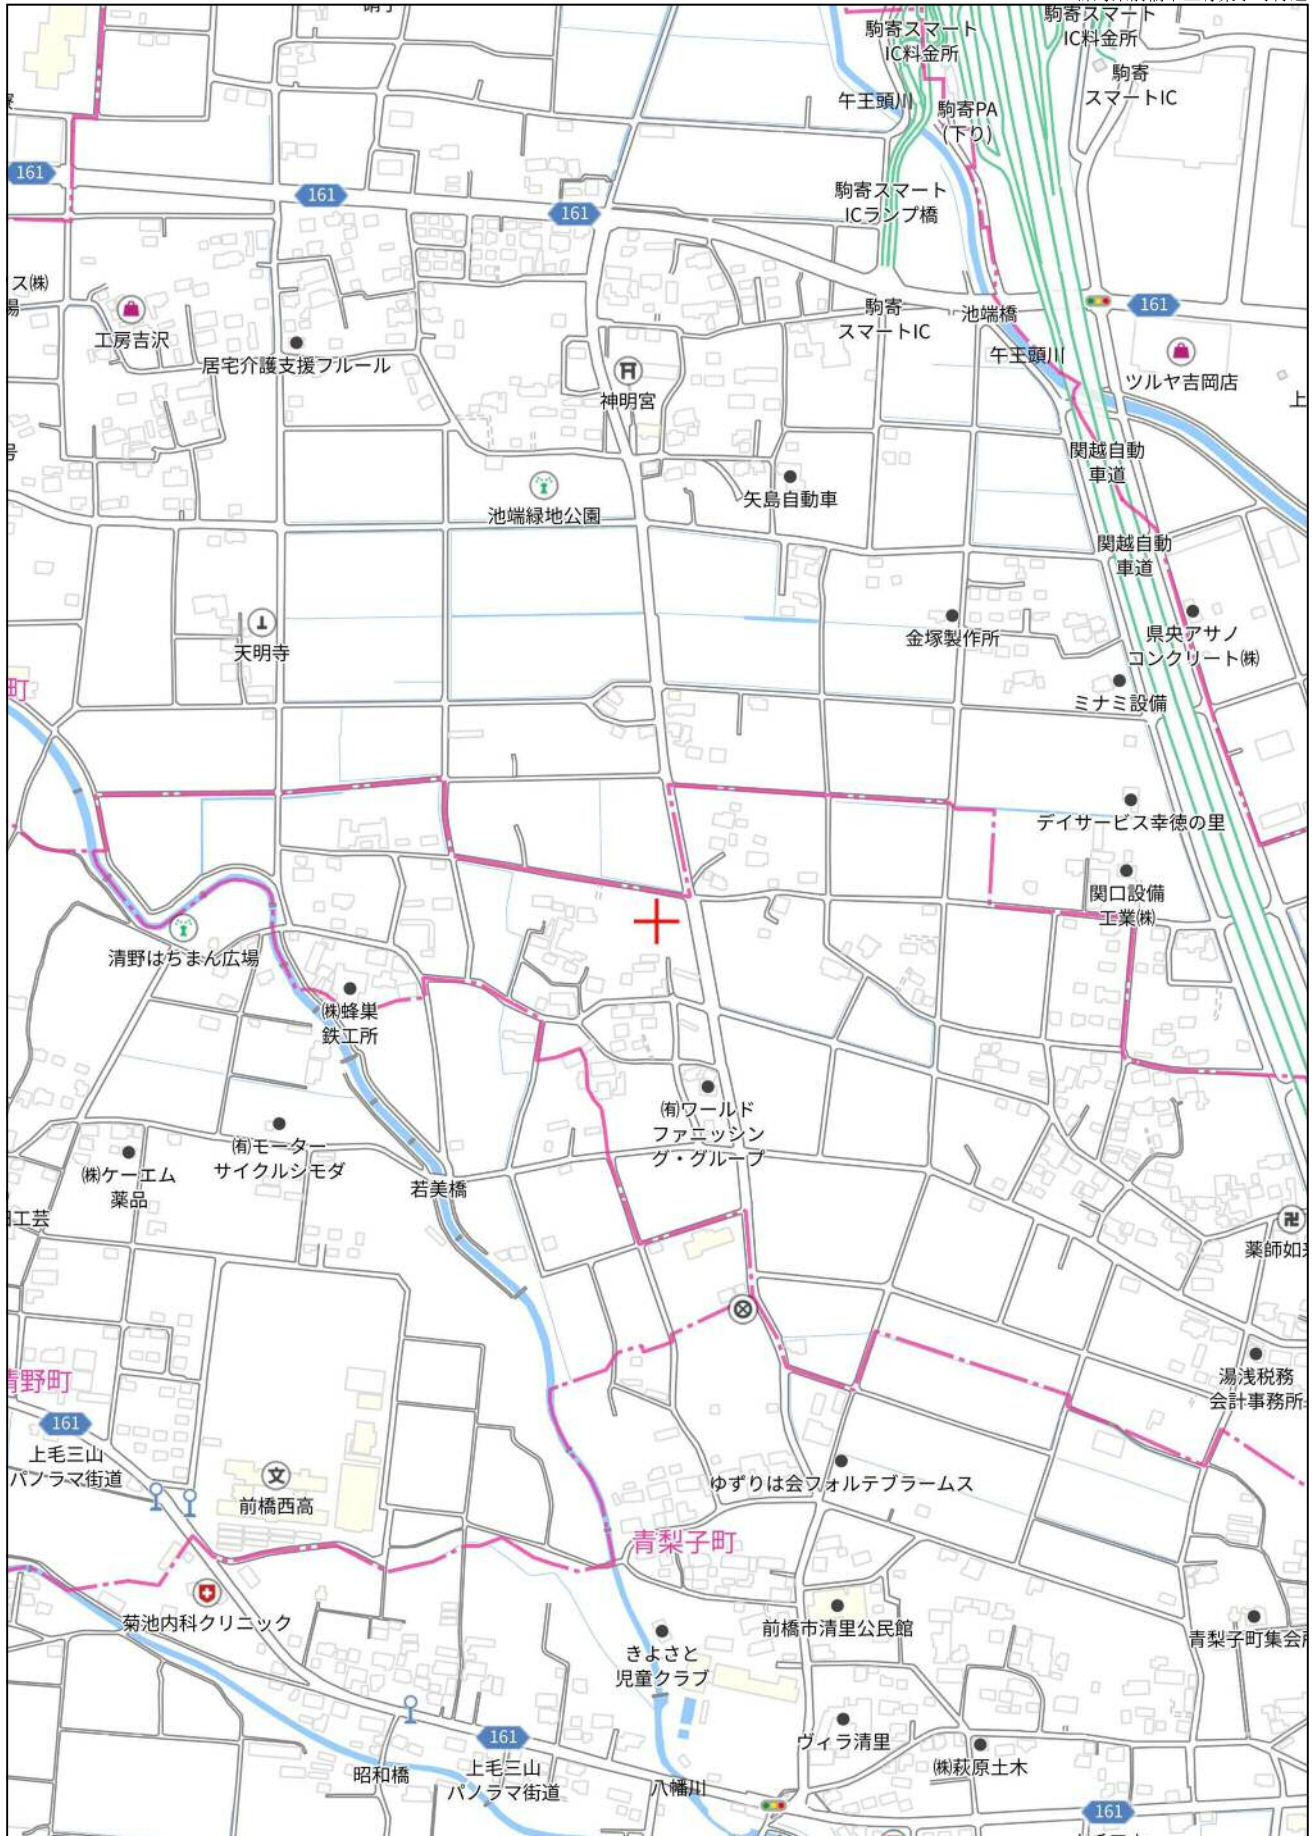 駒寄スマート
IC料金所
駒寄スマート
IC料金所
駒寄
スマートIC
午王頭川
駒寄PA
(下り)
161
161
161
駒寄スマート
ICランプ橋
ス㈱
場
工房吉沢
居宅介護支援フルール
神明宮
駒寄
スマートIC
池端橋
161
午王頭川
ツルヤ吉岡店
上
号
関越自動
車道
矢島自動車
池端緑地公園
関越自動
車道
天明寺
金塚製作所
県央アサノ
コンクリート㈱
町
ミナミ設備
デイサービス幸徳の里
関口設備
工業㈱
清野はちまん広場
㈱蜂巣
鉄工所
㈲ワールド
ファニッシン
グ・グループ
㈲モーター
サイクルシモダ
㈱ケーエム
薬品
若美橋
工芸
薬師如
清野町
湯浅税務
会計事務所
161
上毛三山
パノラマ街道
前橋西高
ゆずりは会フォルテブラームス
青梨子町
菊池内科クリニック
前橋市清里公民館
青梨子町集会所
きよさと
児童クラブ
ヴィラ清里
161
昭和橋
上毛三山
パノラマ街道
八幡川
㈱萩原土木
161